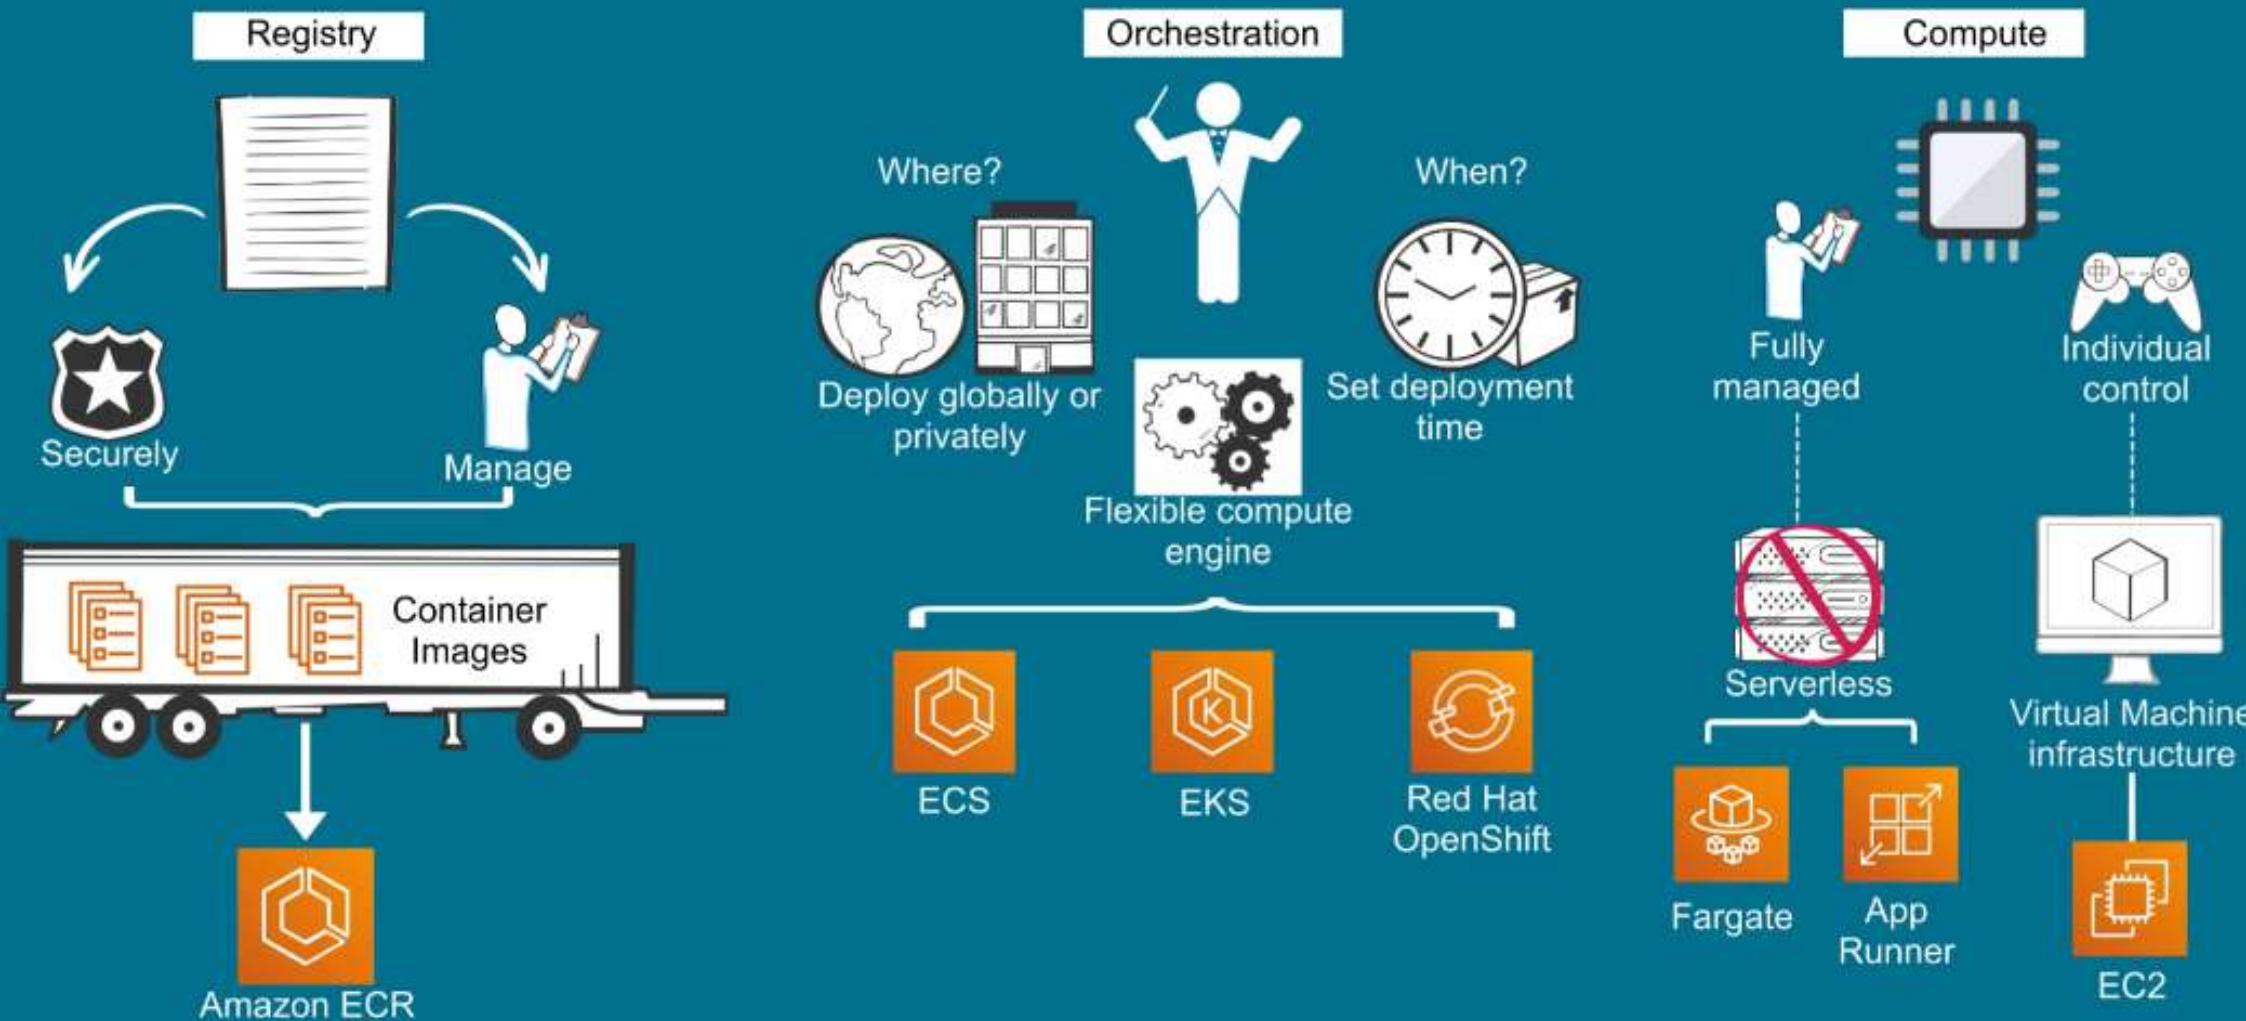 Registry
Securely
Manage
Container
Images
Amazon ECR
Orchestration
Where?
When?
Deploy globally or
privately
Set deployment
time
Flexible compute
engine
ECS
EKS
Red Hat
OpenShift
Compute
Fully
managed
Individual
control
Serverless
Virtual Machine
infrastructure
Fargate
App
Runner
EC2